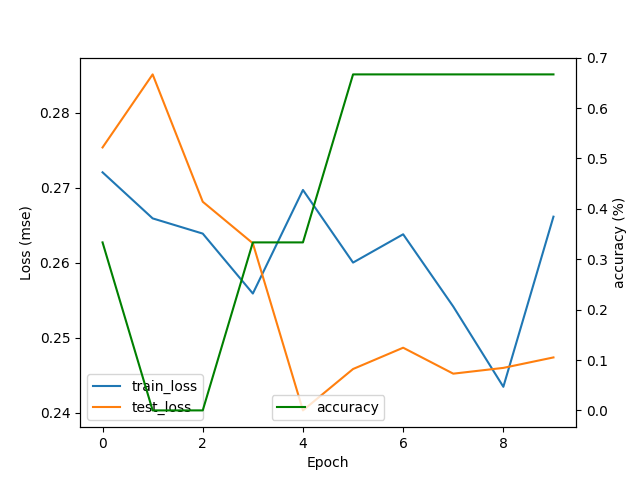 0.28
0.27
0.26
0.25
0.24
Loss (mse)
0.7
0.6
0.5
0.4
0.3
0.2
0.1
0.0
accuracy (%)
train_loss
test_loss
accuracy
0 2 4 6 8
Epoch